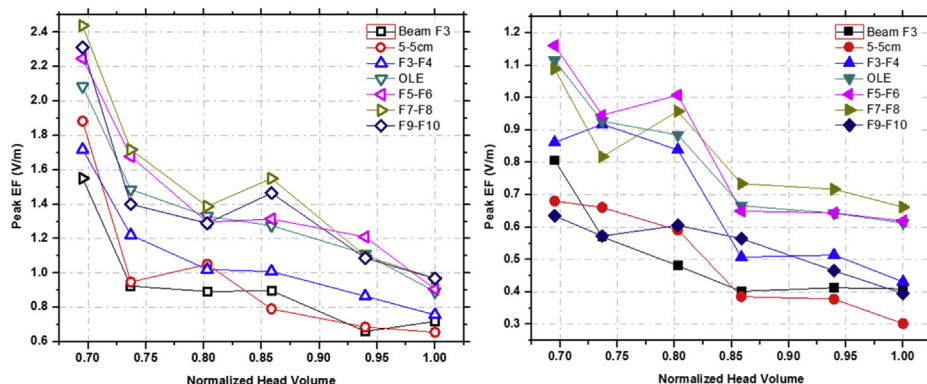 2.4
2.2
2.0
1.8
1.6
1.4
1.2
1.0
0.8
0.6
Peak EF (V/m)
Beam F3
5-5cm
F3-F4
OLE
F5-F6
F7-F8
F9-F10
0.70 0.75 0.80 0.85 0.90 0.95 1.00
Normalized Head Volume
1.2
1.1
1.0
0.9
0.8
0.7
0.6
0.5
0.4
0.3
Peak EF (V/m)
Beam F3
5-5cm
F3-F4
OLE
F5-F6
F7-F8
F9-F10
0.70 0.75 0.80 0.85 0.90 0.95 1.00
Normalized Head Volume